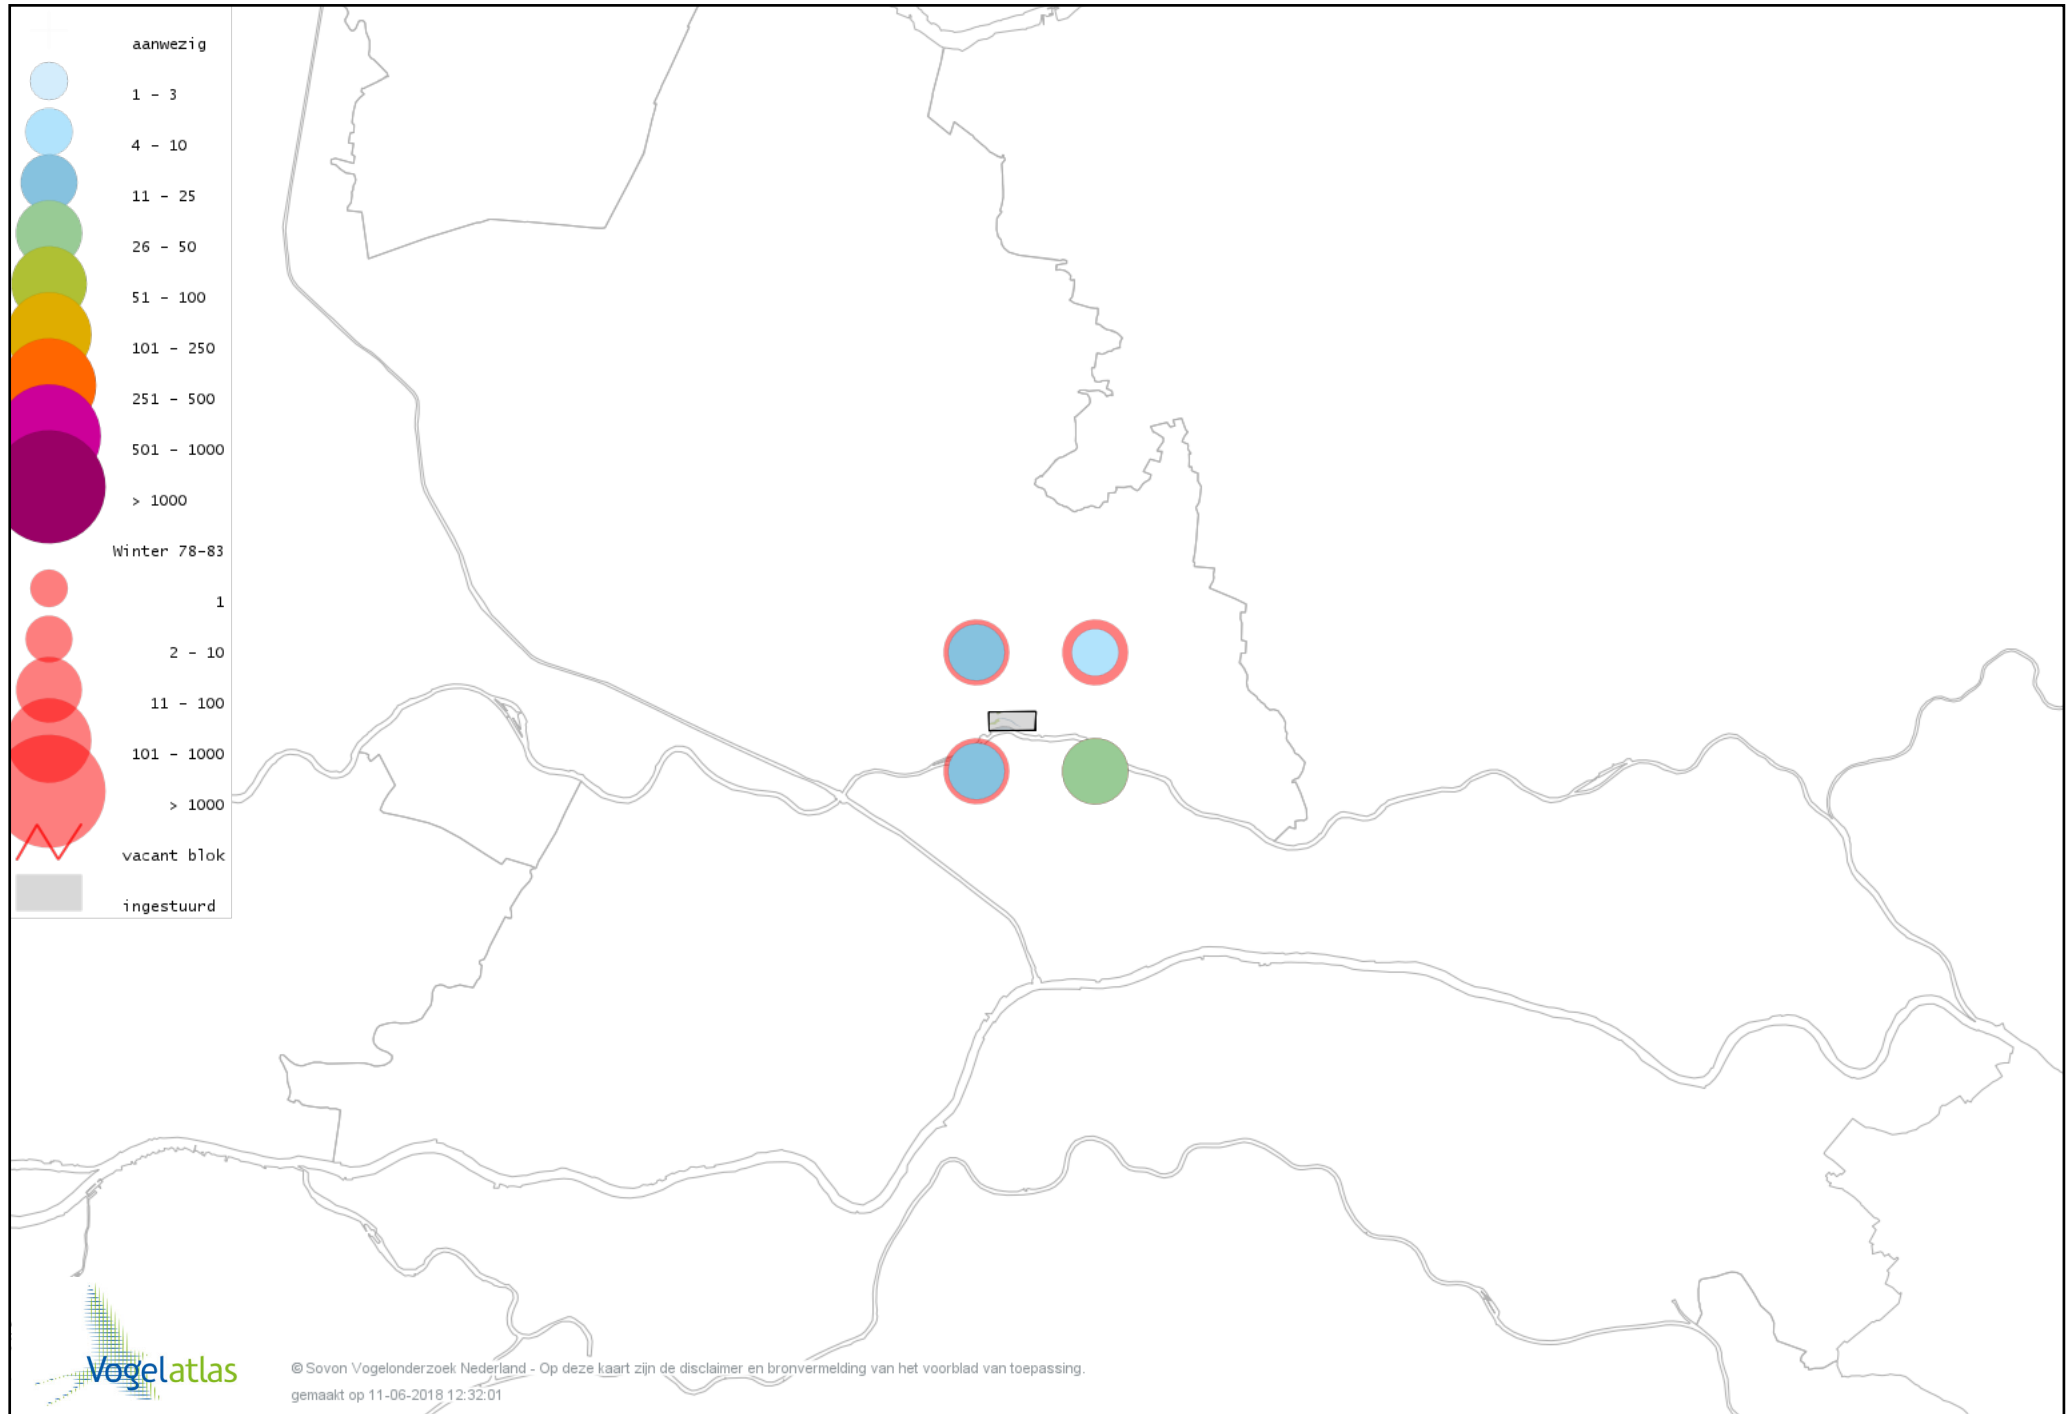 aanwezig
1 - 3
4 - 10
11 - 25
26 - 50
51 - 100
101 - 250
251 - 500
501 - 1000
> 1000
Winter 78-83
1
2 - 10
11 - 100
101 - 1000
> 1000
vacant blok
ingestuurd
Vogelatlas
© Sovon Vogelonderzoek Nederland - Op deze kaart zijn de disclaimer en bronvermelding van het voorblad van toepassing.
gemaakt op 11-06-2018 12:32:01